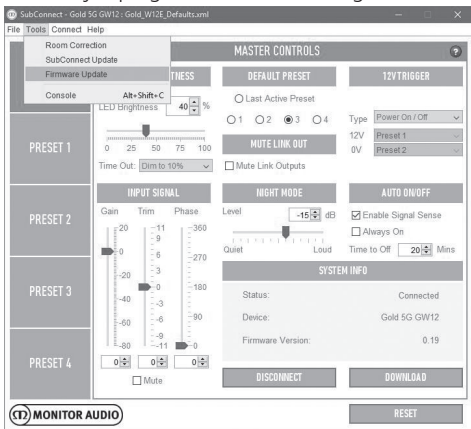 SubConnect - Gold 5G GW12 : Gold_W12E_Defaults.xml
File Tools Connect Help
Room Correction
SubConnect Update
Firmware Update
Console Alt+Shift+C
MASTER CONTROLS
?
TNESS
DEFAULT PRESET
12V TRIGGER
LED Brightness 40 %
0 25 50 75 100
Time Out: Dim to 10%
Last Active Preset
1 2 3 4
MUTE LINK OUT
Mute Link Outputs
Type Power On / Off
12V Preset 1
0V Preset 2
PRESET 1
PRESET 2
PRESET 3
PRESET 4
INPUT SIGNAL
Gain Trim Phase
20 11 360
9
0 6 270
3
-20 0 180
-40 -3
-6 90
-60
-9
-80 -11 0
0 0 0
Mute
NIGHT MODE
Level -15 dB
Quiet Loud
AUTO ON/OFF
Enable Signal Sense
Always On
Time to Off 20 Mins
SYSTEM INFO
Status: Connected
Device: Gold 5G GW12
Firmware Version: 0.19
DISCONNECT
DOWNLOAD
MONITOR AUDIO
RESET